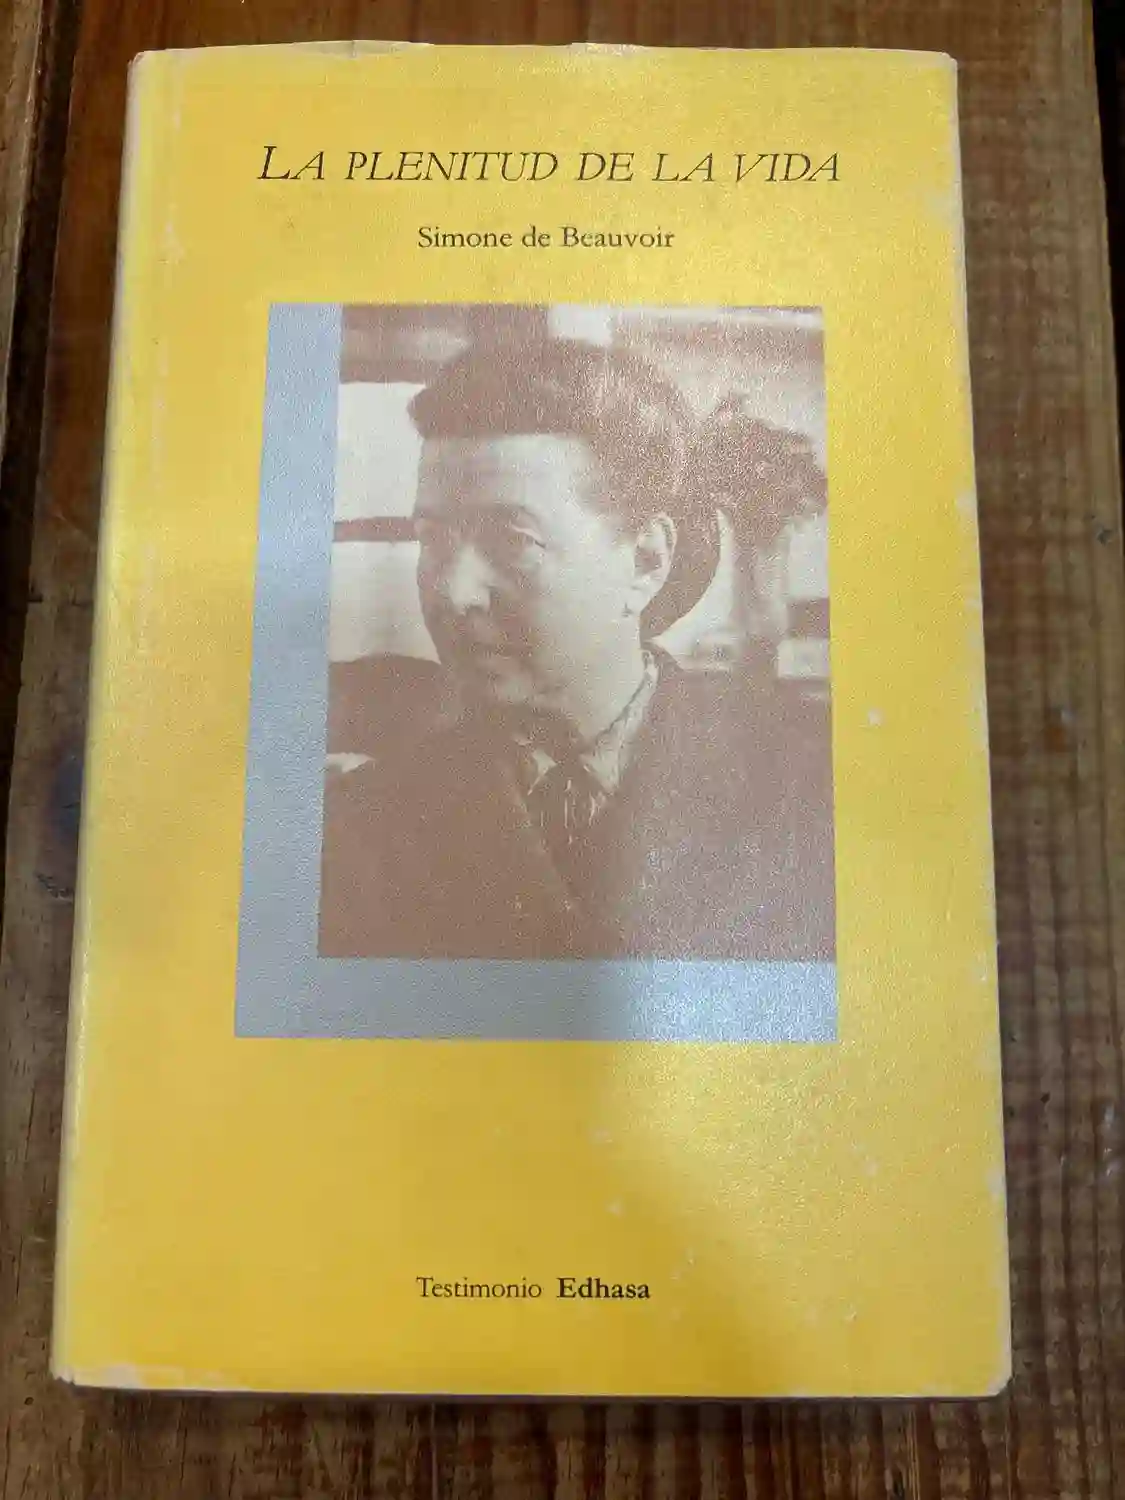 LA PLENITUD DE LA VIDA
Simone de Beauvoir
Testimonio Edhasa